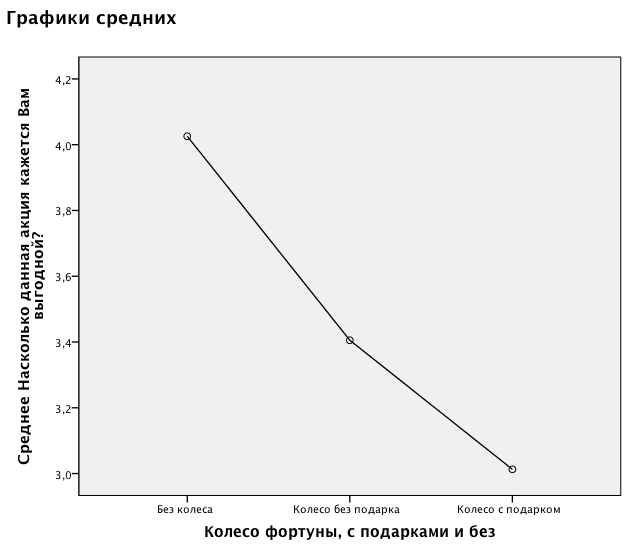 Графики средних
Среднее Насколько данная акция кажется Вам
выгодной?
4,2
4,0
3,8
3,6
3,4
3,2
3,0
Без колеса
Колесо без подарка
Колесо с подарком
Колесо фортуны, с подарками и без